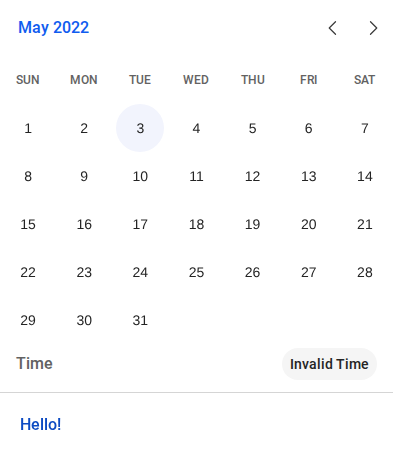 May 2022
SUN MON TUE WED THU FRI SAT
1 2 3 4 5 6 7
8 9 10 11 12 13 14
15 16 17 18 19 20 21
22 23 24 25 26 27 28
29 30 31
Time Invalid Time
Hello!